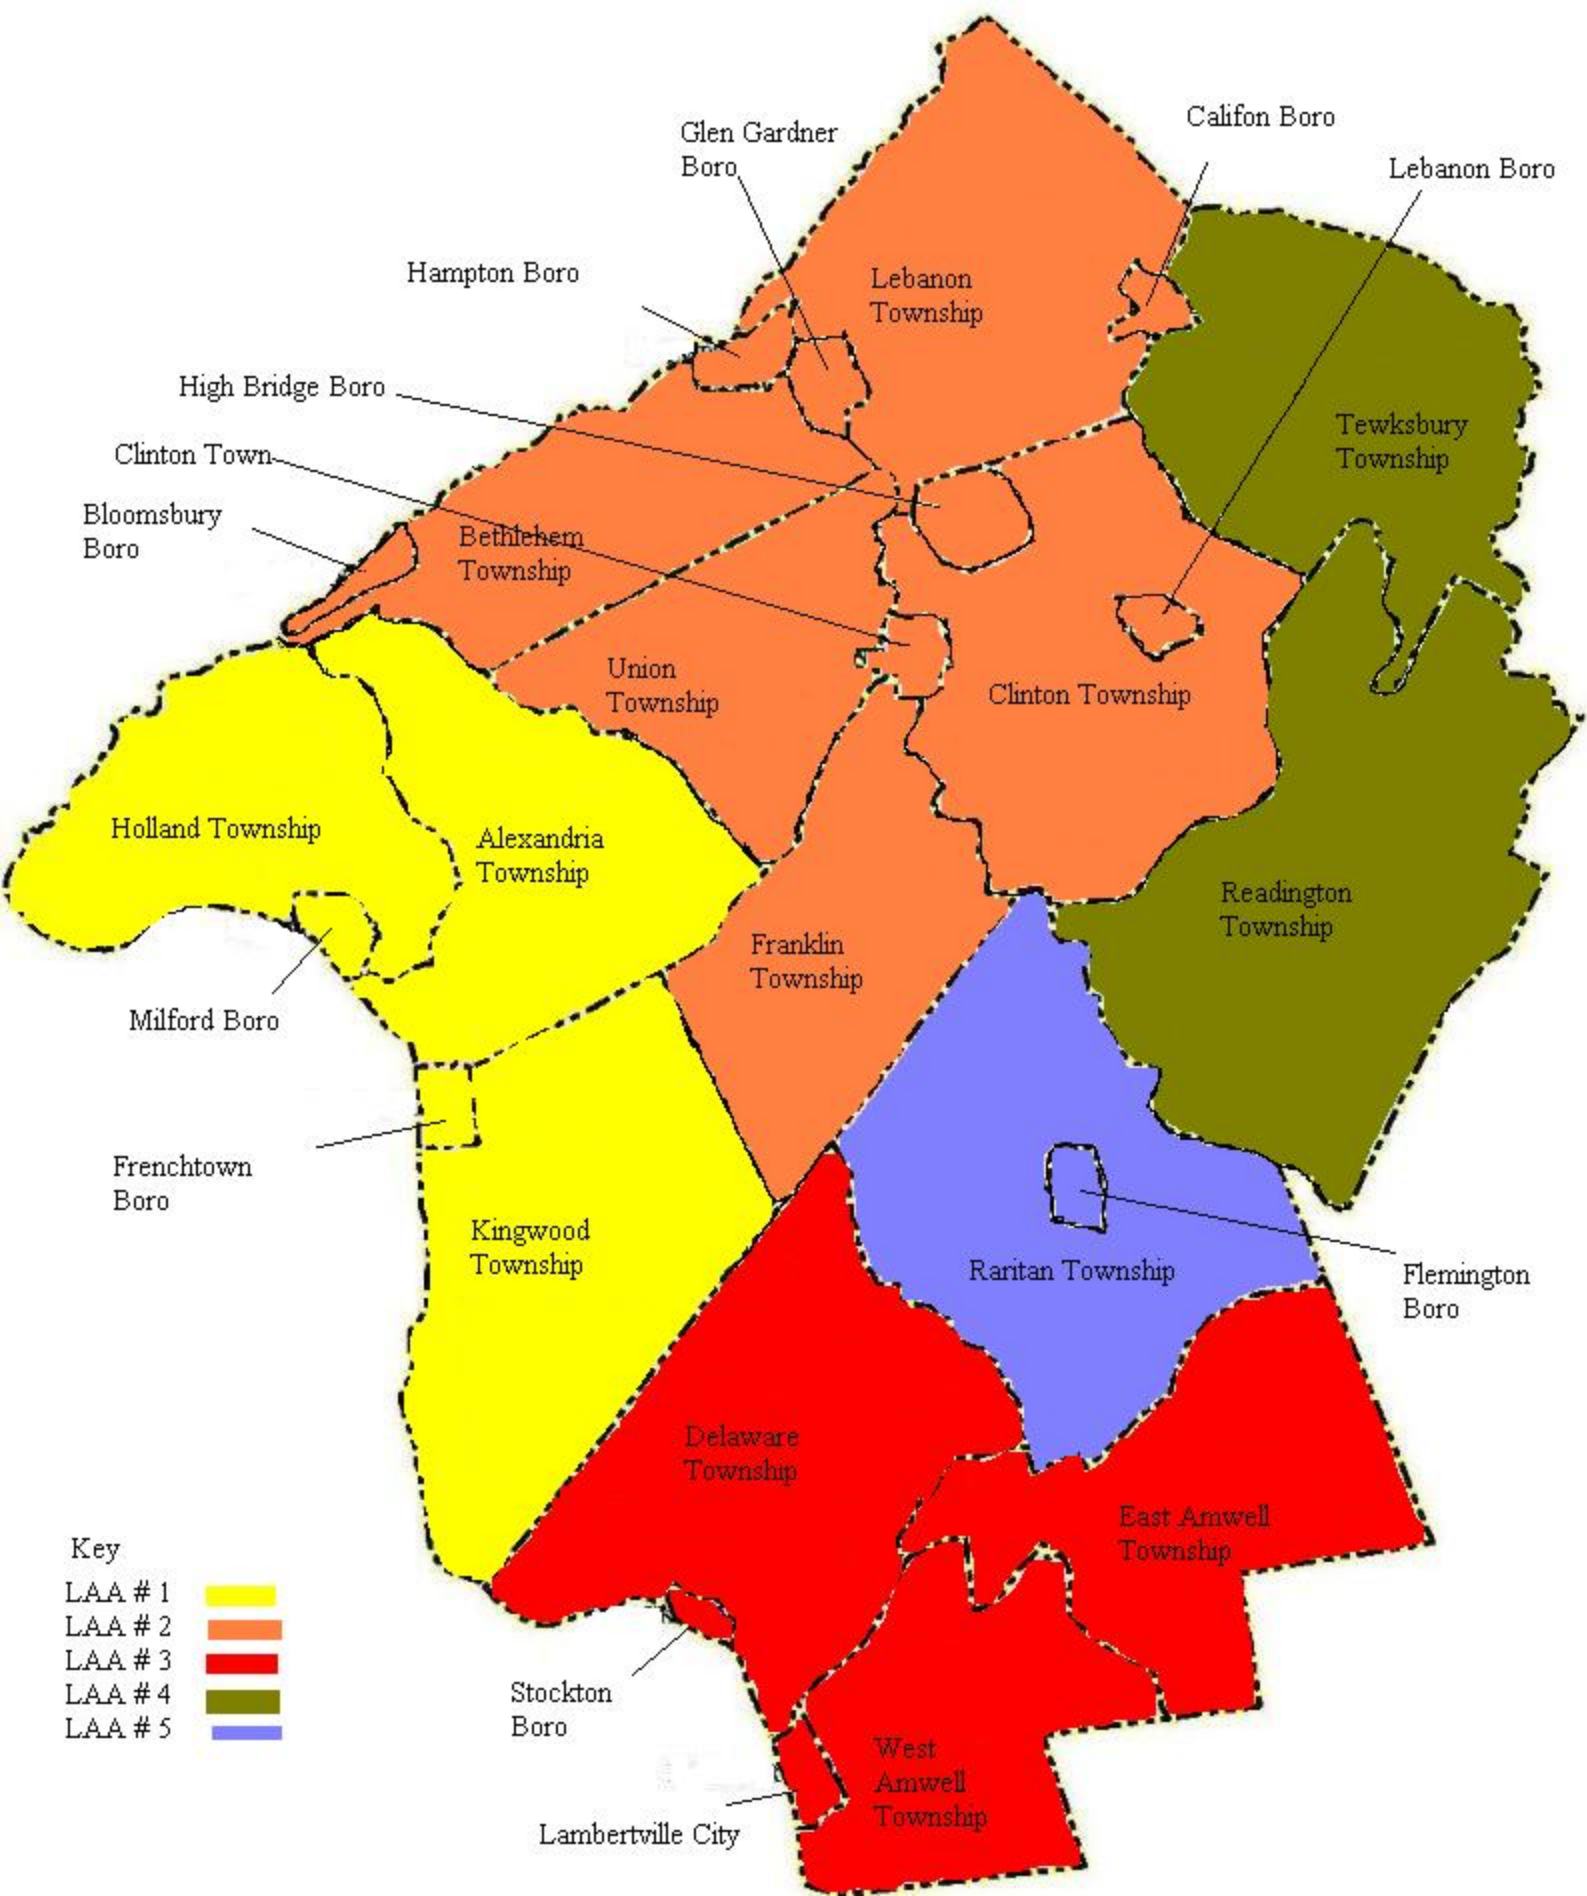 Califon Boro
Glen Gardner
Boro
Lebanon Boro
Hampton Boro
Lebanon
Township
High Bridge Boro
Tewksbury
Township
Clinton Town
Bloomsbury
Boro
Bethlehem
Township
Union
Township
Clinton Township
Holland Township
Alexandria
Township
Readington
Township
Franklin
Township
Milford Boro
Frenchtown
Boro
Kingwood
Township
Raritan Township
Flemington
Boro
Delaware
Township
East Amwell
Township
Key
LAA # 1
LAA # 2
LAA # 3
LAA # 4
LAA # 5
Stockton
Boro
West
Amwell
Township
Lambertville City